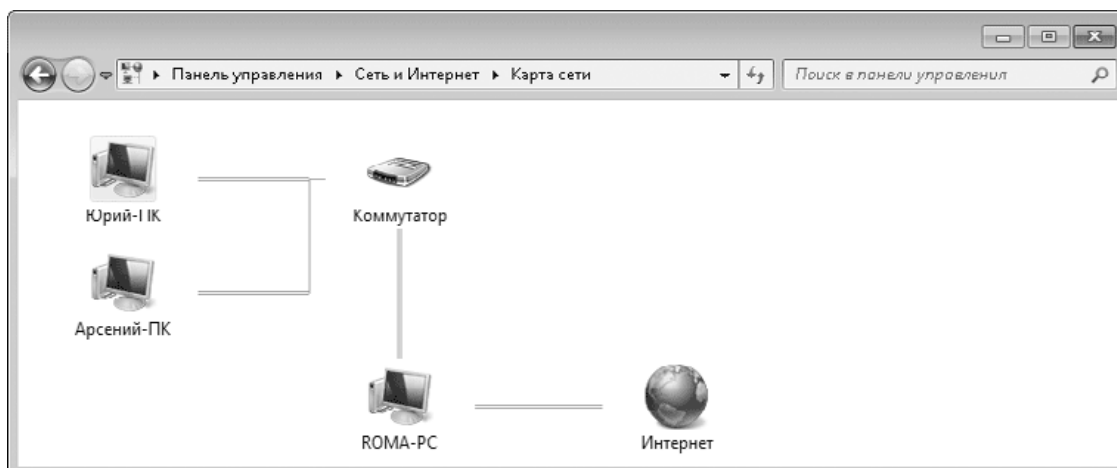 Панель управления ▸ Сеть и Интернет ▸ Карта сети
Поиск в панели управления
Юрий-ПК
Коммутатор
Арсений-ПК
ROMA-PC
Интернет